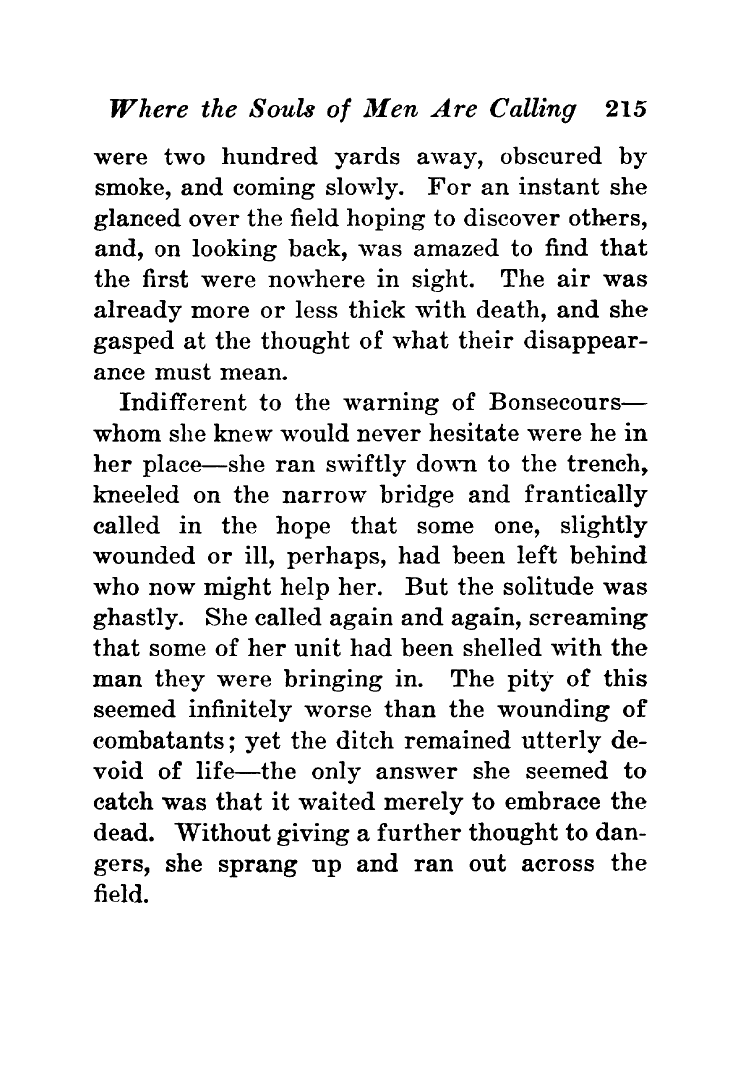 Where the Souls of Men Are Calling 215
were two hundred yards away, obscured by
smoke, and coming slowly. For an instant she
glanced over the field hoping to discover others,
and, on looking back, was amazed to find that
the first were nowhere in sight. The air was
already more or less thick with death, and she
gasped at the thought of what their disappear-
ance must mean.
Indifferent to the warning of Bonsecours—
whom she knew would never hesitate were he in
her place—she ran swiftly down to the trench,
kneeled on the narrow bridge and frantically
called in the hope that some one, slightly
wounded or ill, perhaps, had been left behind
who now might help her. But the solitude was
ghastly. She called again and again, screaming
that some of her unit had been shelled with the
man they were bringing in. The pity of this
seemed infinitely worse than the wounding of
combatants; yet the ditch remained utterly de-
void of life—the only answer she seemed to
catch was that it waited merely to embrace the
dead. Without giving a further thought to dan-
gers, she sprang up and ran out across the
field.